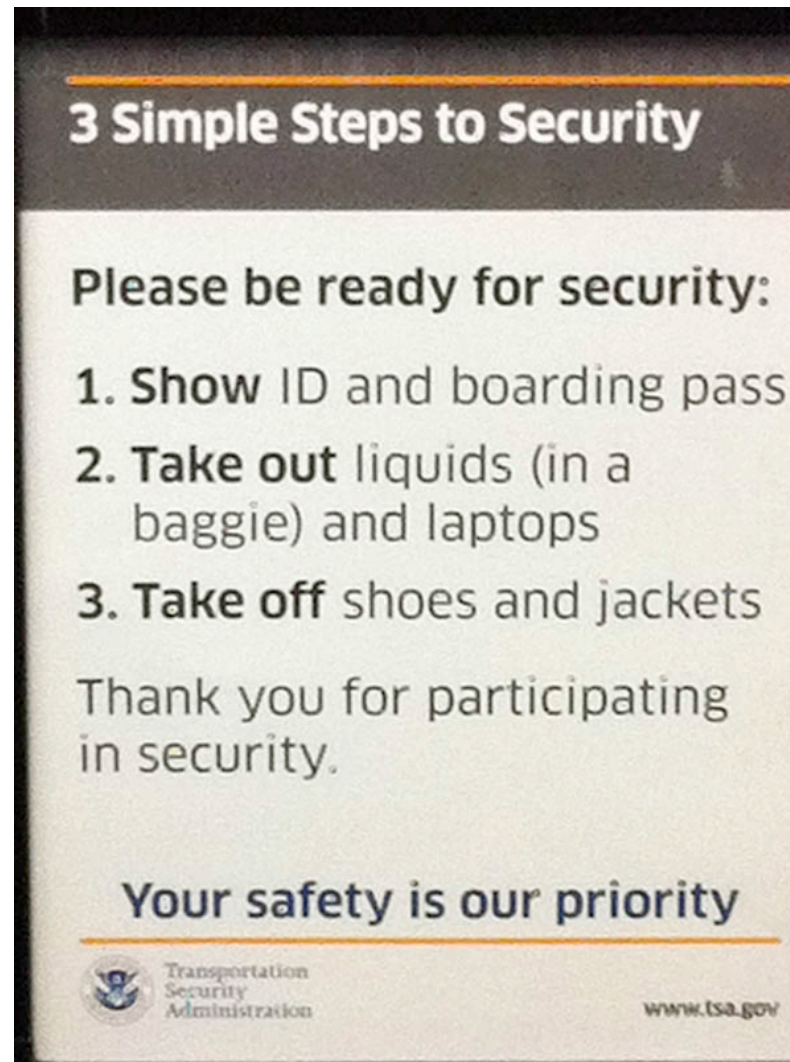 3 Simple Steps to Security
Please be ready for security:
1. Show ID and boarding pass
2. Take out liquids (in a
baggie) and laptops
3. Take off shoes and jackets
Thank you for participating
in security.
Your safety is our priority
Transportation
Security
Administration
www.tsa.gov